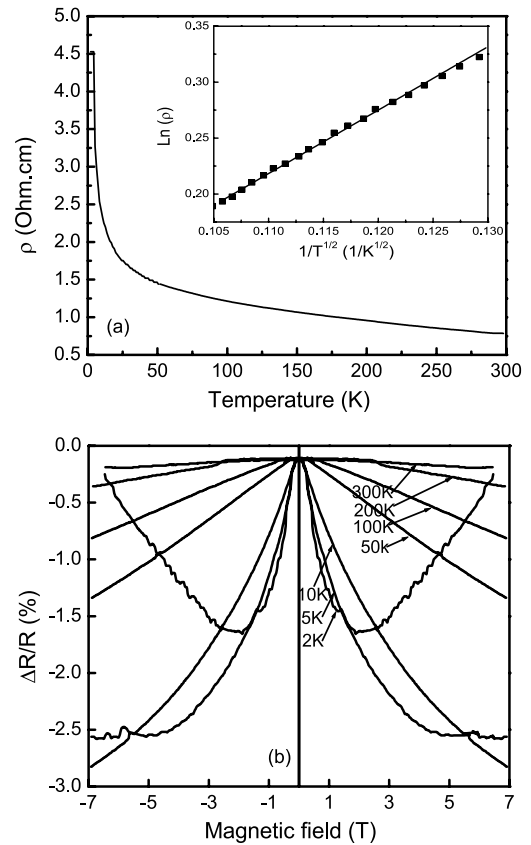 5.0
4.5
4.0
3.5
3.0
2.5
2.0
1.5
1.0
0.5
ρ (Ohm.cm)
0.35
0.30
0.25
0.20
Ln (ρ)
0.105 0.110 0.115 0.120 0.125 0.130
1/T^1/2 (1/K^1/2)
(a)
0 50 100 150 200 250 300
Temperature (K)
0.0
-0.5
-1.0
-1.5
-2.0
-2.5
-3.0
ΔR/R (%)
300K
200K
100K
50k
10K
5K
2K
(b)
-7 -5 -3 -1 1 3 5 7
Magnetic field (T)